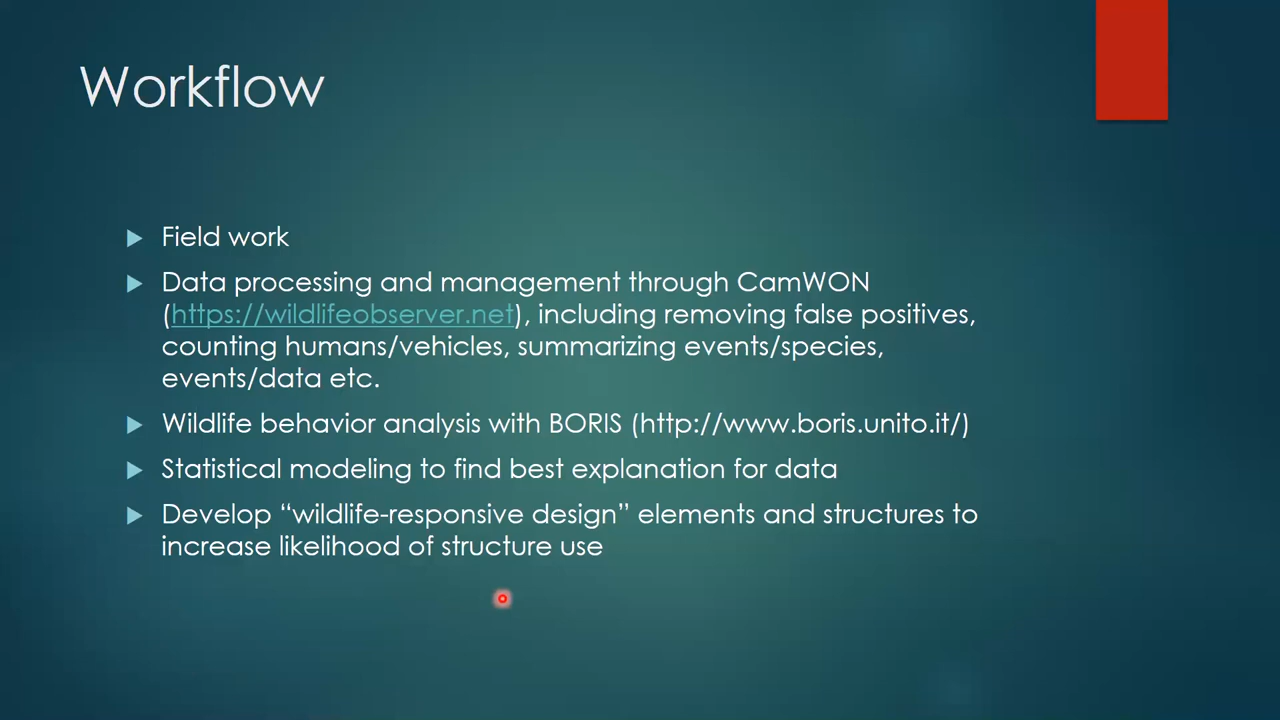 Workflow
Field work
Data processing and management through CamWON
(https://wildlifeobserver.net), including removing false positives,
counting humans/vehicles, summarizing events/species,
events/data etc.
Wildlife behavior analysis with BORIS (http://www.boris.unito.it/)
Statistical modeling to find best explanation for data
Develop “wildlife-responsive design” elements and structures to
increase likelihood of structure use